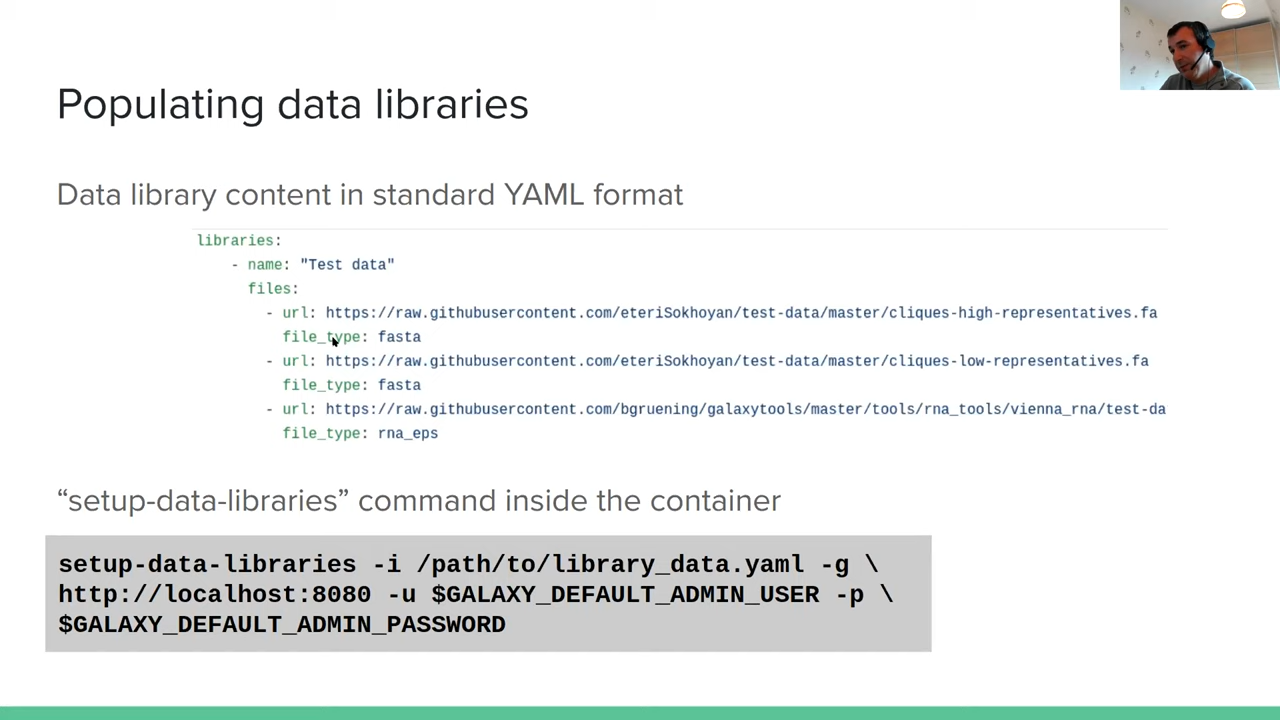 Populating data libraries
Data library content in standard YAML format
libraries:
- name: "Test data"
files:
- url: https://raw.githubusercontent.com/eteriSokhoyan/test-data/master/cliques-high-representatives.fa
file_type: fasta
- url: https://raw.githubusercontent.com/eteriSokhoyan/test-data/master/cliques-low-representatives.fa
file_type: fasta
- url: https://raw.githubusercontent.com/bgruening/galaxytools/master/tools/rna_tools/vienna_rna/test-da
file_type: rna_eps
“setup-data-libraries” command inside the container
setup-data-libraries -i /path/to/library_data.yaml -g \
http://localhost:8080 -u $GALAXY_DEFAULT_ADMIN_USER -p \
$GALAXY_DEFAULT_ADMIN_PASSWORD